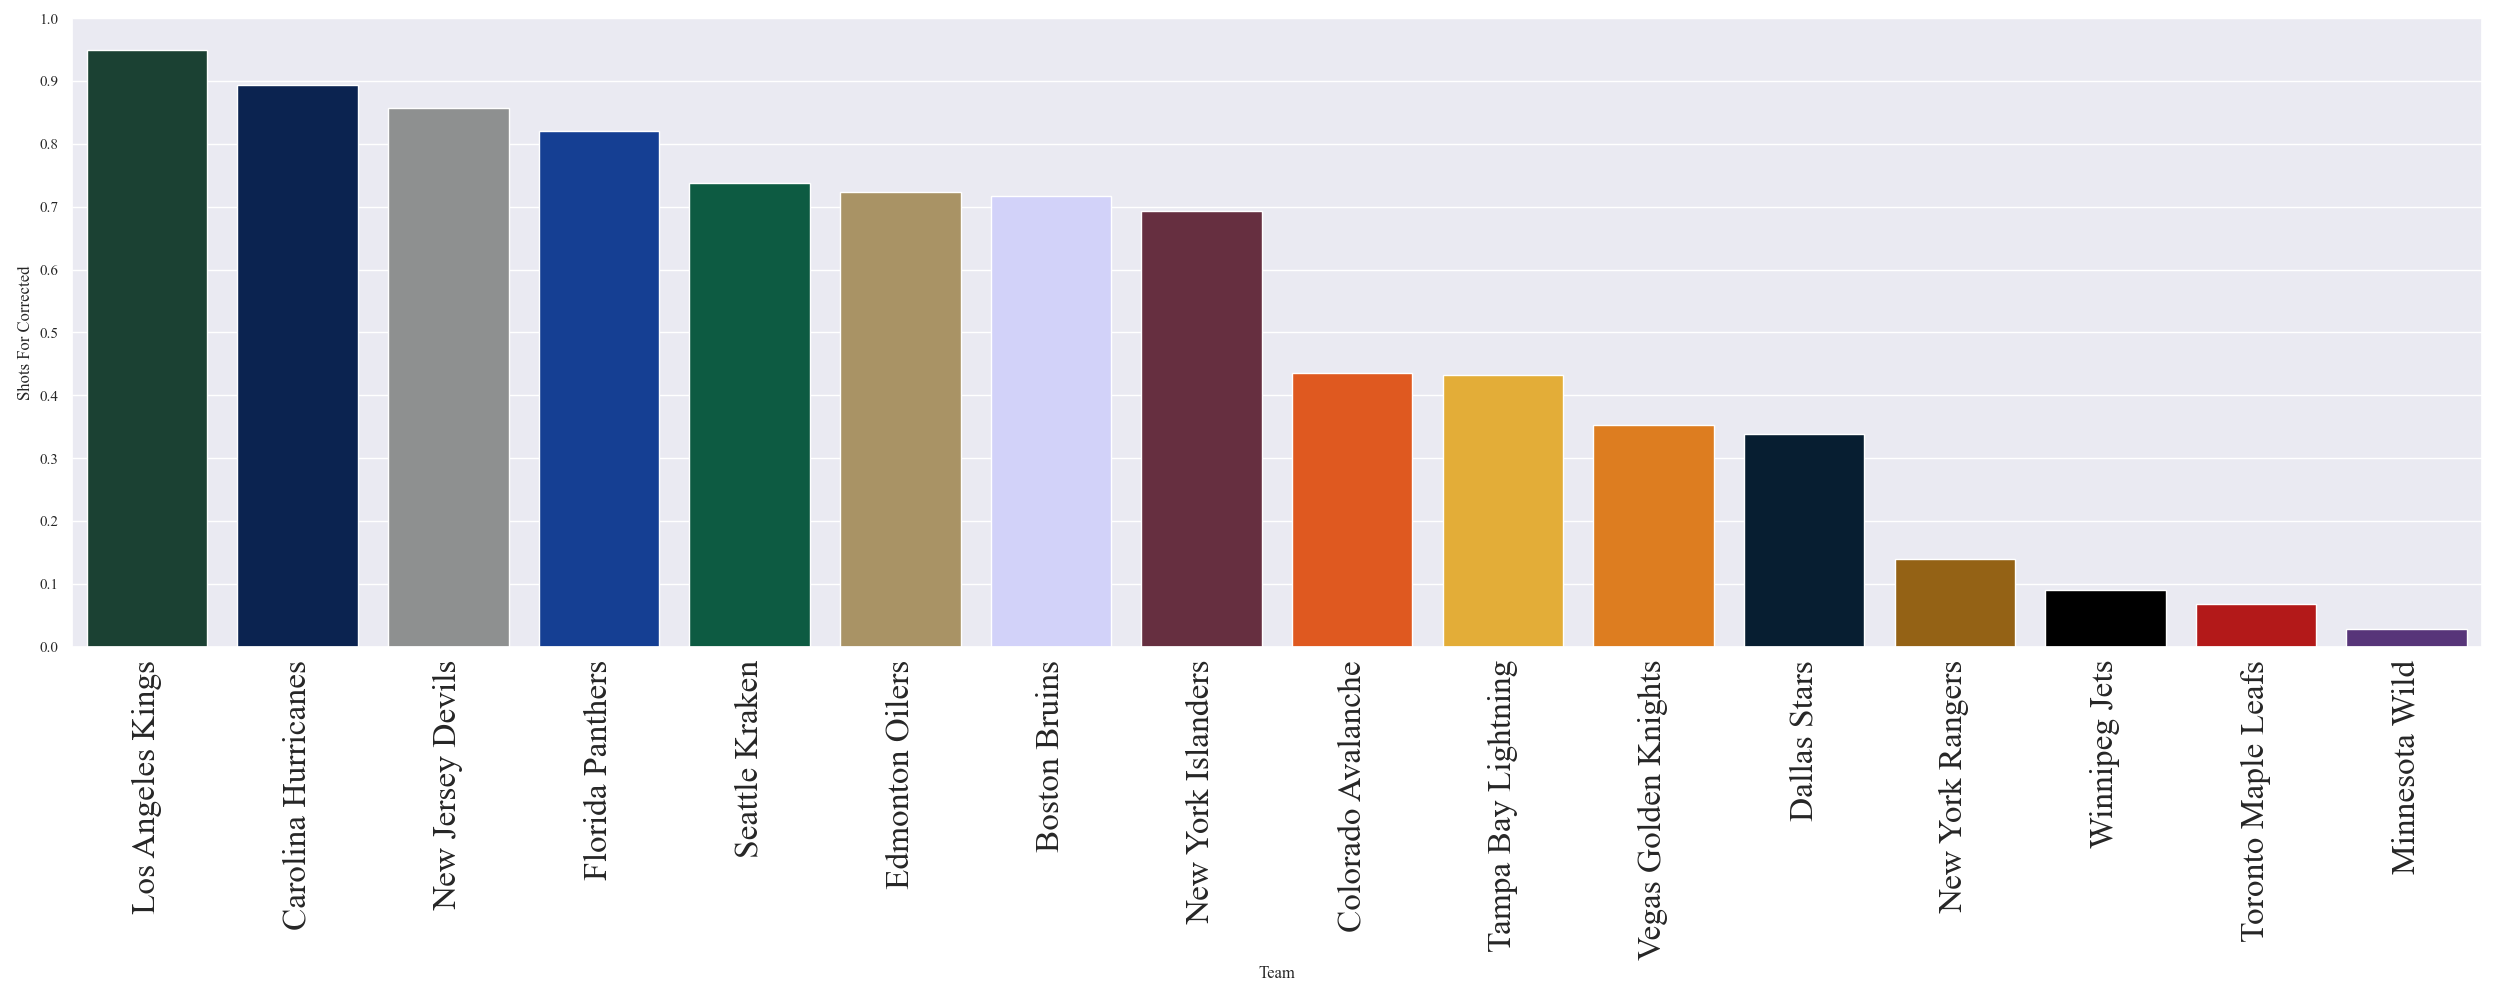 1.0
0.9
0.8
0.7
0.6
0.5
0.4
0.3
0.2
0.1
0.0
Shots For Corrected
Los Angeles Kings
Carolina Hurricanes
New Jersey Devils
Florida Panthers
Seattle Kraken
Edmonton Oilers
Boston Bruins
New York Islanders
Colorado Avalanche
Tampa Bay Lightning
Vegas Golden Knights
Dallas Stars
New York Rangers
Winnipeg Jets
Toronto Maple Leafs
Minnesota Wild
Team